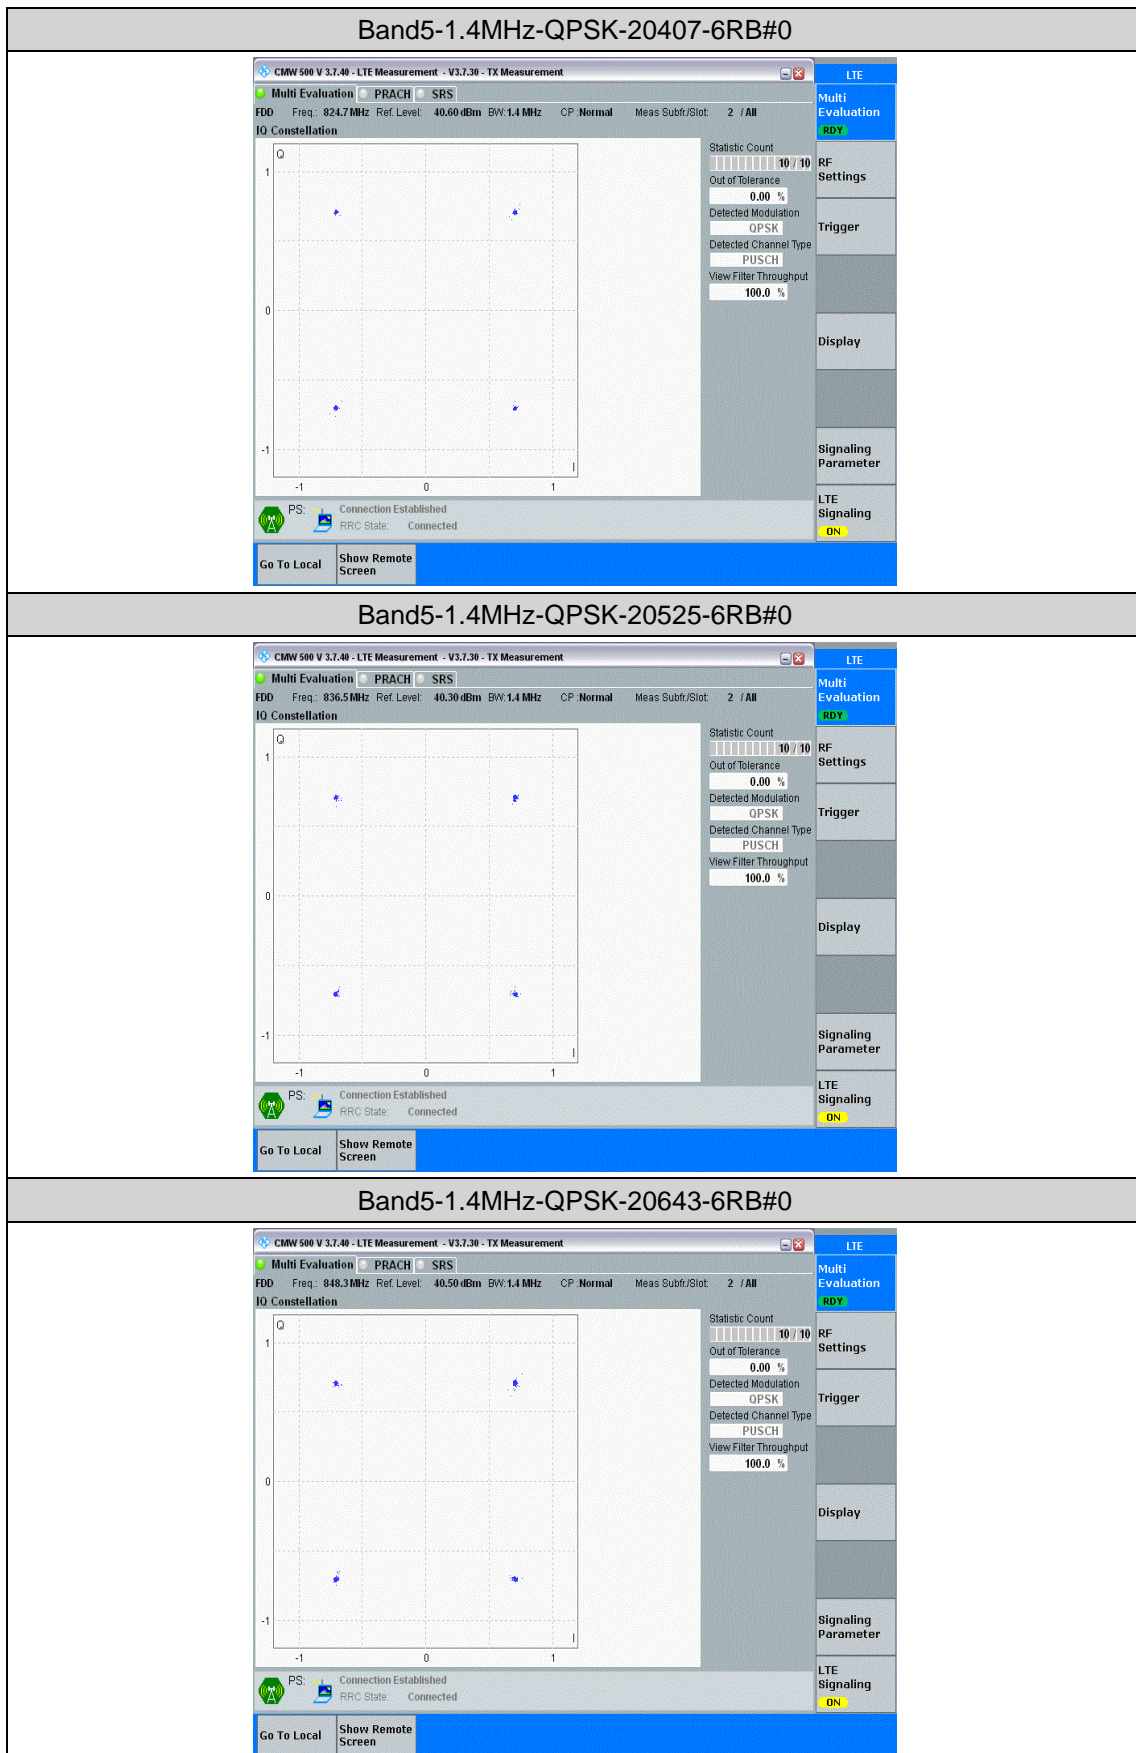 Band5-1.4MHz-QPSK-20407-6RB#0
CMW 500 V 3.7.40 - LTE Measurement - V3.7.30 - TX Measurement
LTE
Multi Evaluation PRACH SRS
Multi Evaluation
RDY
FDD Freq.: 824.7 MHz Ref. Level: 40.60 dBm BW: 1.4 MHz CP :Normal Meas Subfr./Slot: 2 / All
IQ Constellation
Q
1
0
-1
I
-1 0 1
Statistic Count
10 / 10
Out of Tolerance
0.00 %
Detected Modulation
QPSK
Detected Channel Type
PUSCH
View Filter Throughput
100.0 %
RF
Settings
Trigger
Display
Signaling
Parameter
LTE
Signaling
ON
PS: Connection Established
RRC State: Connected
Go To Local Show Remote
Screen
Band5-1.4MHz-QPSK-20525-6RB#0
CMW 500 V 3.7.40 - LTE Measurement - V3.7.30 - TX Measurement
LTE
Multi Evaluation PRACH SRS
Multi Evaluation
RDY
FDD Freq.: 836.5 MHz Ref. Level: 40.30 dBm BW: 1.4 MHz CP :Normal Meas Subfr./Slot: 2 / All
IQ Constellation
Q
1
0
-1
I
-1 0 1
Statistic Count
10 / 10
Out of Tolerance
0.00 %
Detected Modulation
QPSK
Detected Channel Type
PUSCH
View Filter Throughput
100.0 %
RF
Settings
Trigger
Display
Signaling
Parameter
LTE
Signaling
ON
PS: Connection Established
RRC State: Connected
Go To Local Show Remote
Screen
Band5-1.4MHz-QPSK-20643-6RB#0
CMW 500 V 3.7.40 - LTE Measurement - V3.7.30 - TX Measurement
LTE
Multi Evaluation PRACH SRS
Multi Evaluation
RDY
FDD Freq.: 848.3 MHz Ref. Level: 40.50 dBm BW: 1.4 MHz CP :Normal Meas Subfr./Slot: 2 / All
IQ Constellation
Q
1
0
-1
I
-1 0 1
Statistic Count
10 / 10
Out of Tolerance
0.00 %
Detected Modulation
QPSK
Detected Channel Type
PUSCH
View Filter Throughput
100.0 %
RF
Settings
Trigger
Display
Signaling
Parameter
LTE
Signaling
ON
PS: Connection Established
RRC State: Connected
Go To Local Show Remote
Screen